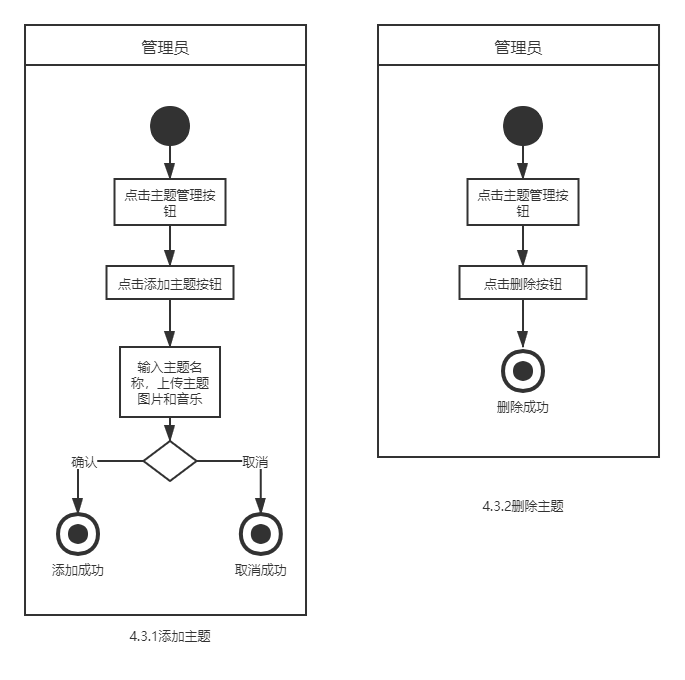 管理员
点击主题管理按
钮
点击添加主题按钮
输入主题名
称，上传主题
图片和音乐
确认
取消
添加成功
取消成功
4.3.1添加主题
管理员
点击主题管理按
钮
点击删除按钮
删除成功
4.3.2删除主题